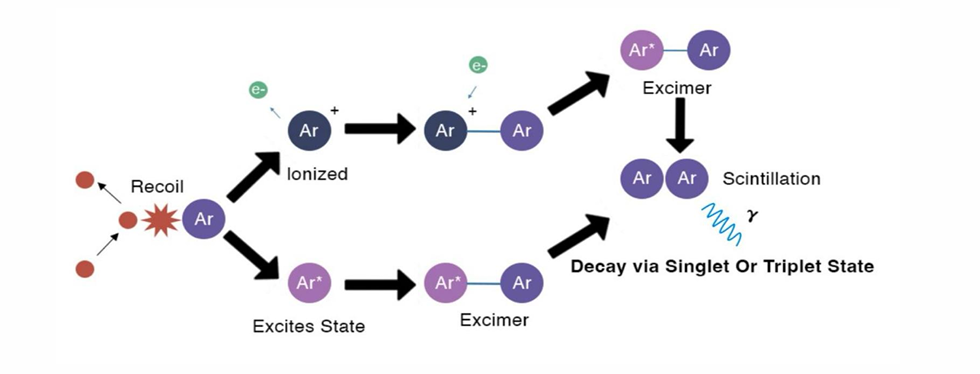 Ar* Ar
Excimer
e-
e-
+
+
Ar
Ar Ar
Ionized
Ar Ar
Scintillation
Recoil
Ar
γ
Decay via Singlet Or Triplet State
Ar*
Ar* Ar
Excites State
Excimer